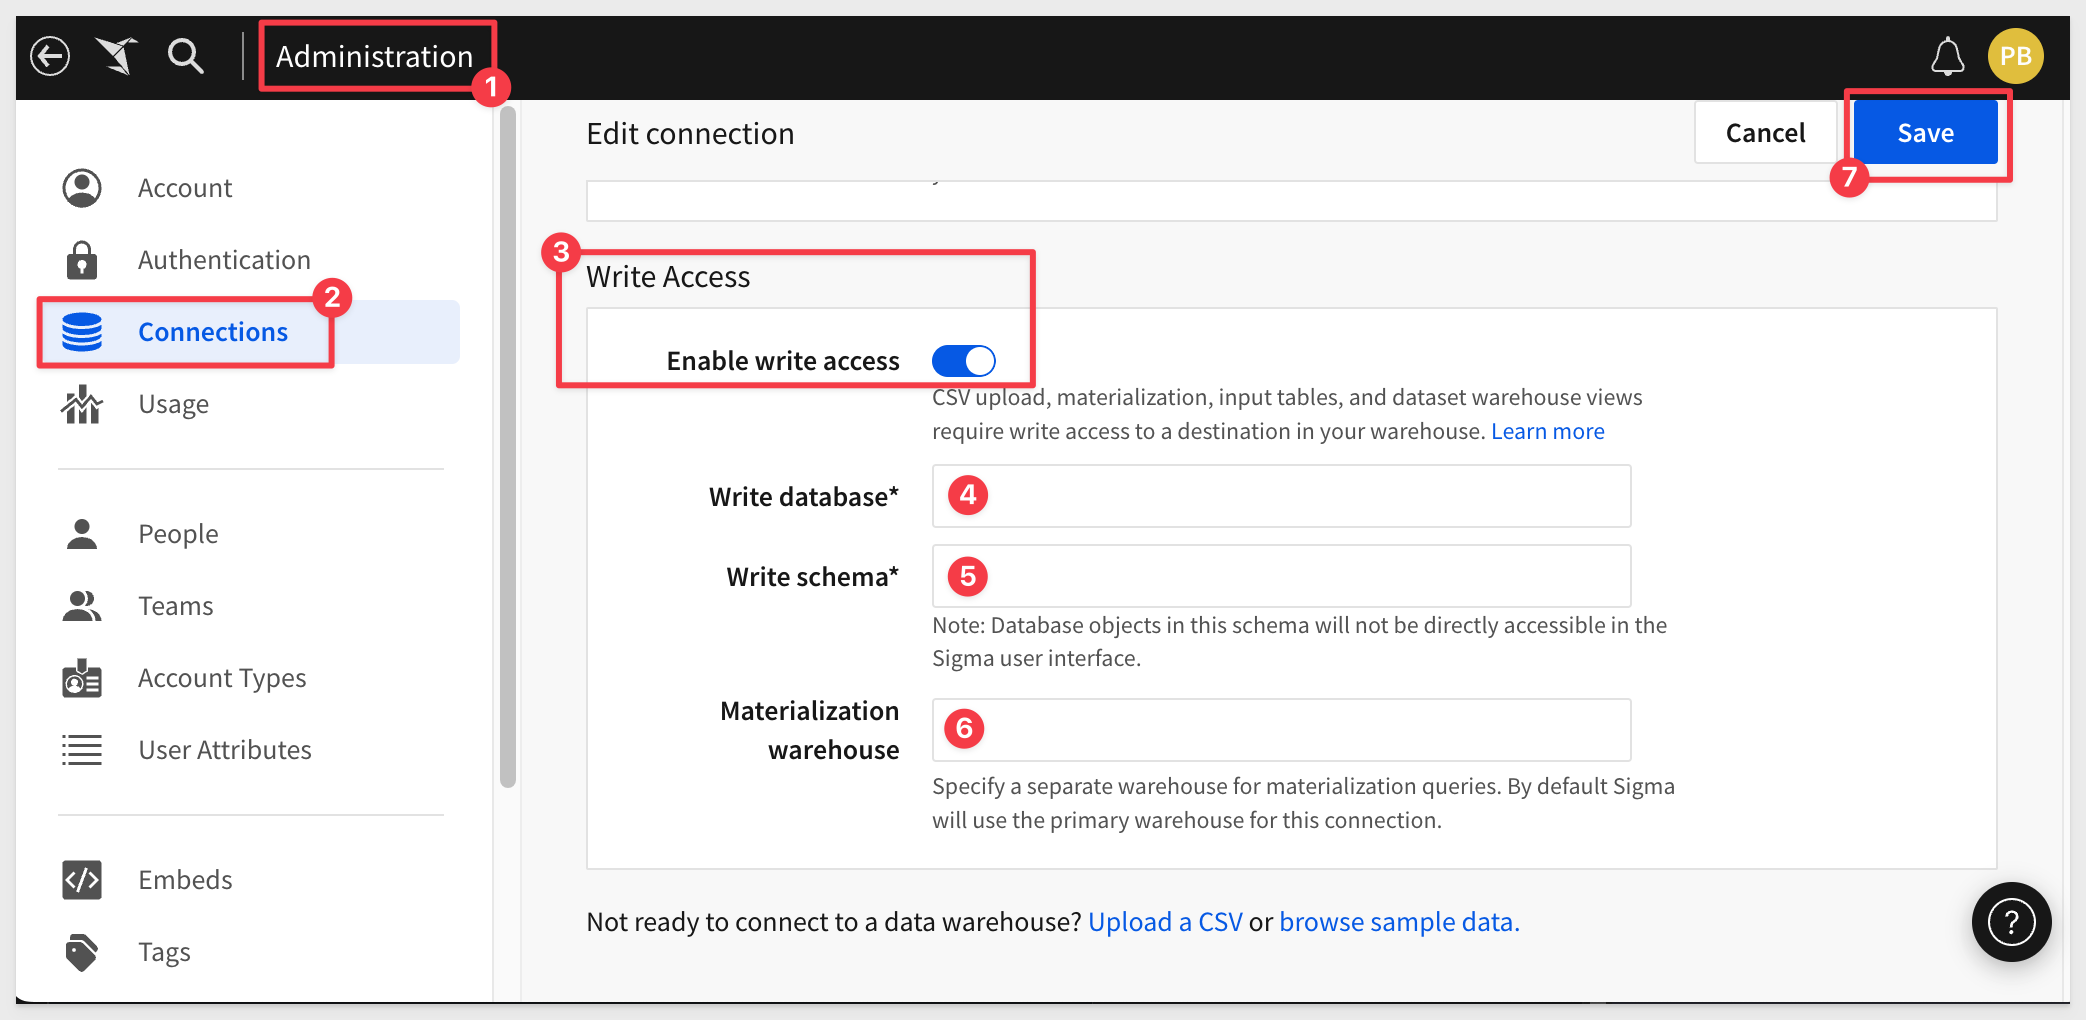 Administration
1
PB
Edit connection
Cancel
Save
7
Account
Authentication
2
Connections
Usage
People
Teams
Account Types
User Attributes
Embeds
Tags
3
Write Access
Enable write access
CSV upload, materialization, input tables, and dataset warehouse views
require write access to a destination in your warehouse. Learn more
Write database*
4
Write schema*
5
Note: Database objects in this schema will not be directly accessible in the
Sigma user interface.
Materialization
warehouse
6
Specify a separate warehouse for materialization queries. By default Sigma
will use the primary warehouse for this connection.
Not ready to connect to a data warehouse? Upload a CSV or browse sample data.
?